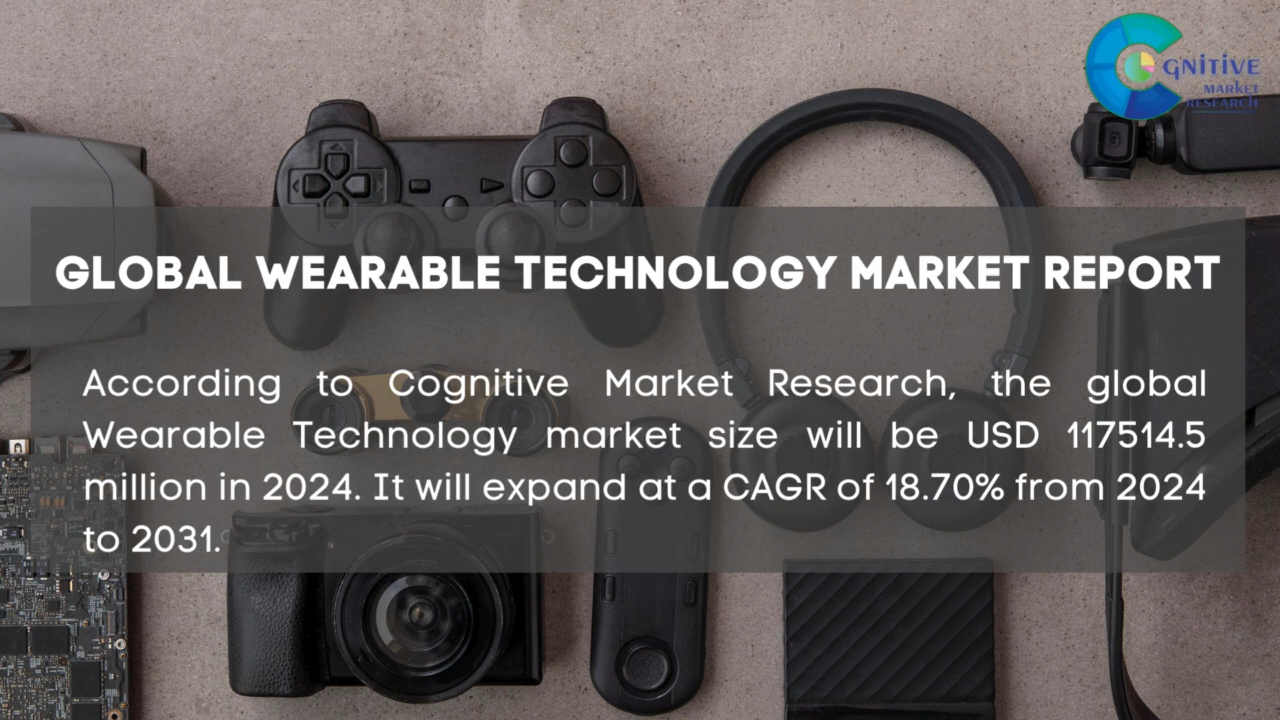 GNITIVE
MARKET
RESEARCH
GLOBAL WEARABLE TECHNOLOGY MARKET REPORT
According to Cognitive Market Research, the global
Wearable Technology market size will be USD 117514.5
million in 2024. It will expand at a CAGR of 18.70% from 2024
to 2031.